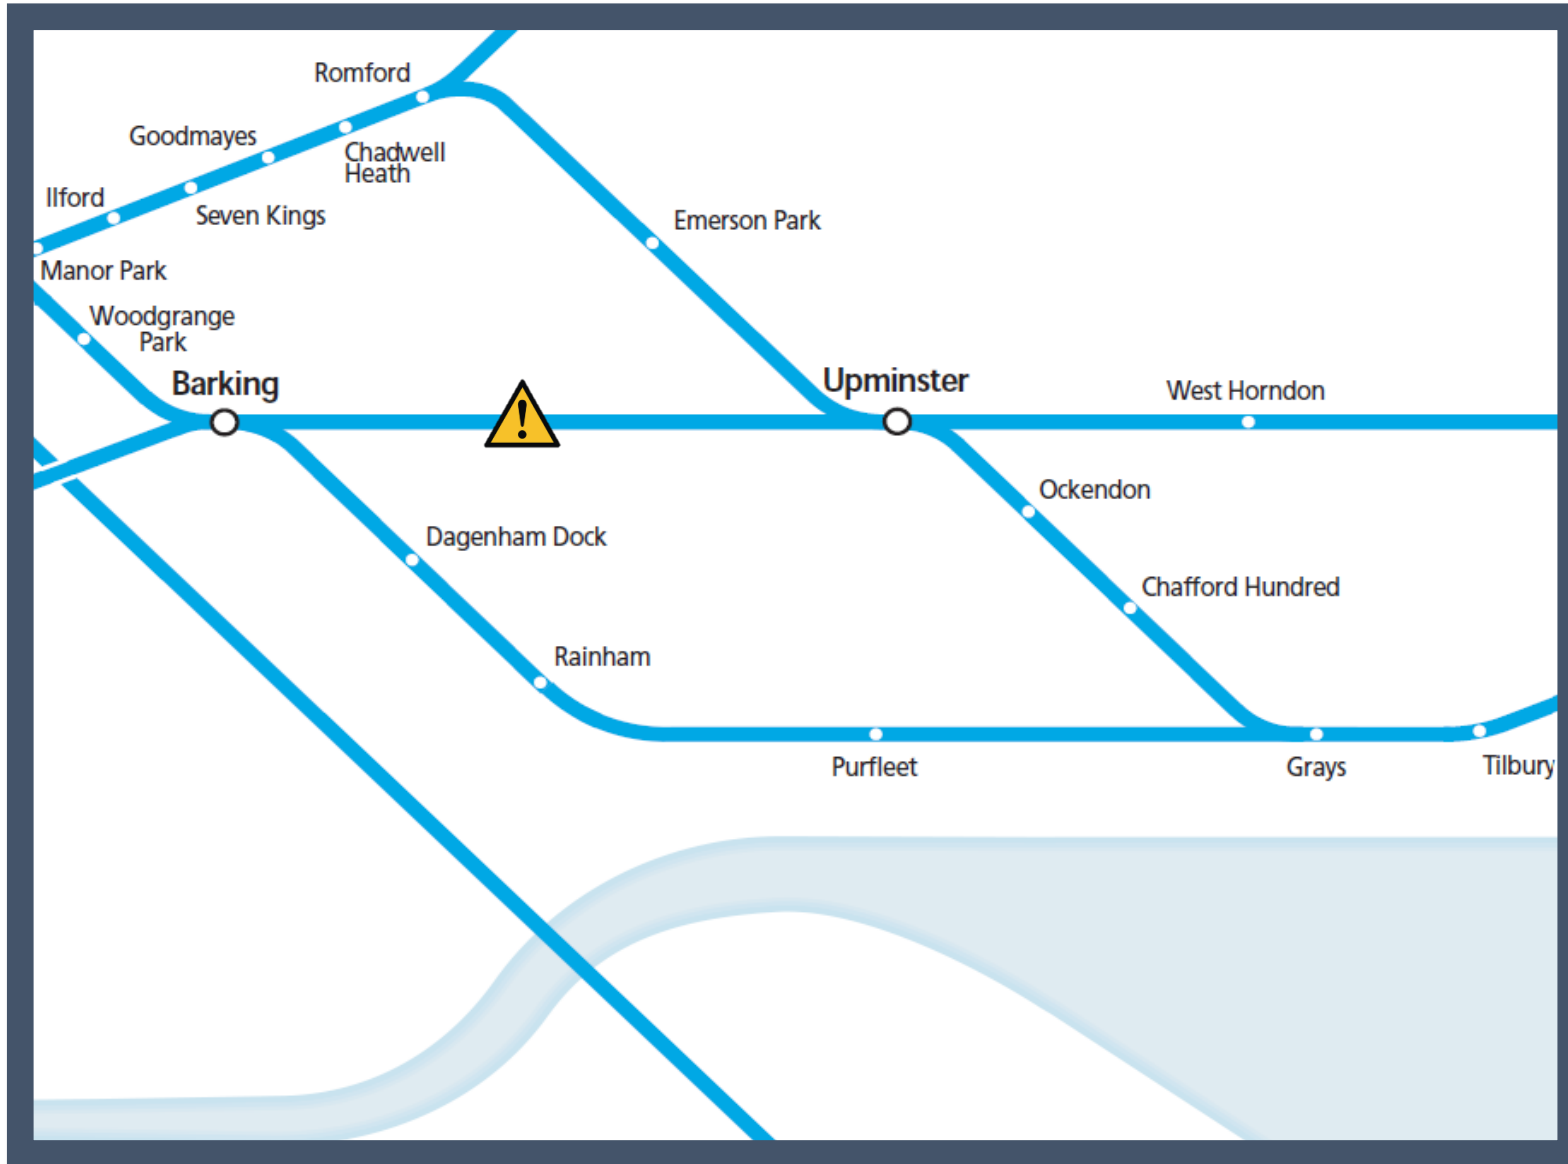 Romford
Goodmayes
Chadwell
Heath
Ilford
Seven Kings
Emerson Park
Manor Park
Woodgrange
Park
Barking
!
Upminster
West Horndon
Ockendon
Dagenham Dock
Chafford Hundred
Rainham
Purfleet
Grays
Tilbury